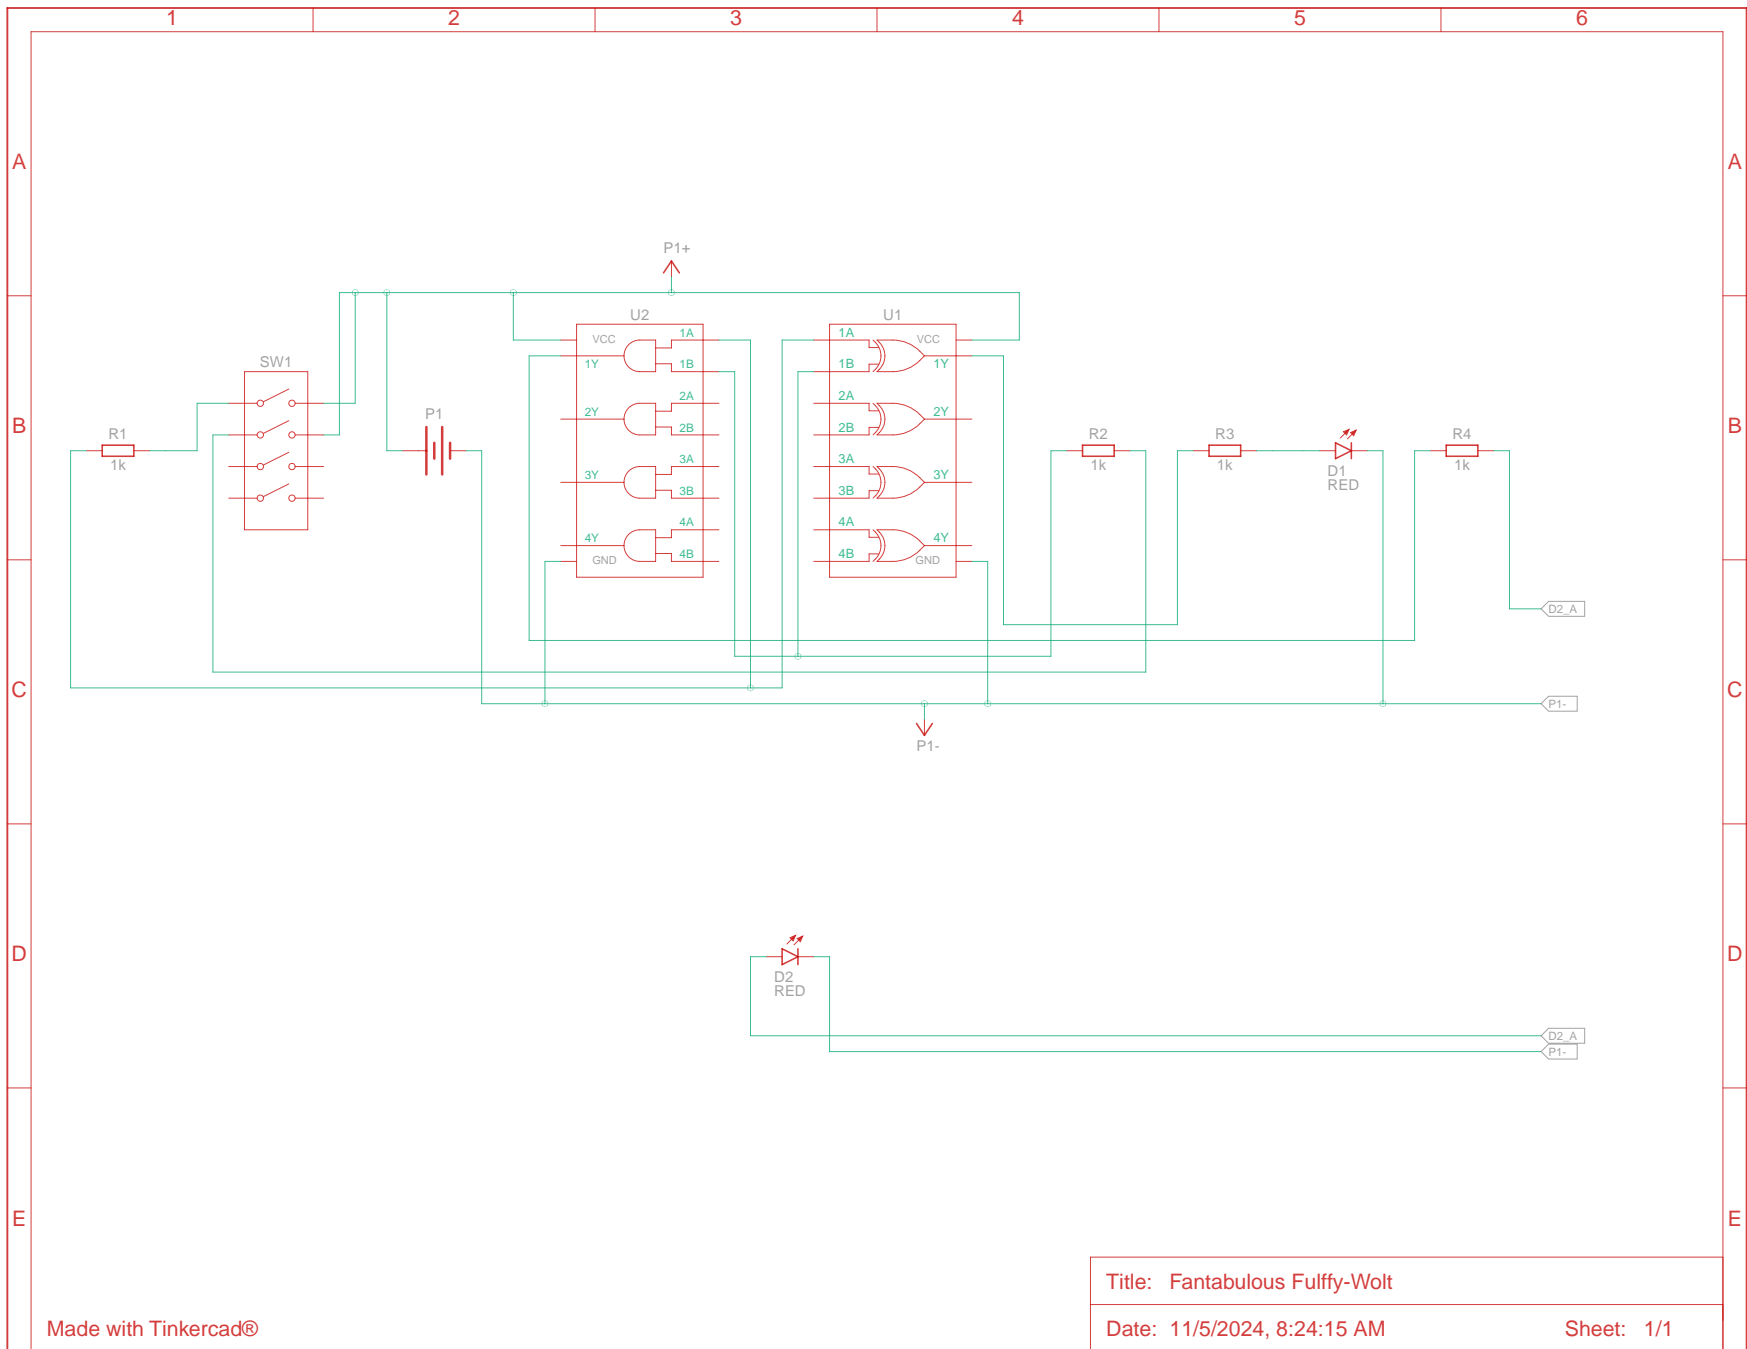 1 2 3 4 5 6
A A
P1+
U2 U1
VCC 1A 1A VCC
1Y 1B 1B 1Y
SW1
2A 2A
2Y 2Y
2B 2B
B B
P1
R1
1k
3A 3A
3Y 3Y
3B 3B
R2
1k
R3
1k
D1
RED
R4
1k
4A 4A
4Y 4Y
GND 4B 4B GND
D2_A
C C
P1-
P1-
D D
D2
RED
D2_A
P1-
E E
Title: Fantabulous Fulffy-Wolt
Made with Tinkercad®
Date: 11/5/2024, 8:24:15 AM Sheet: 1/1